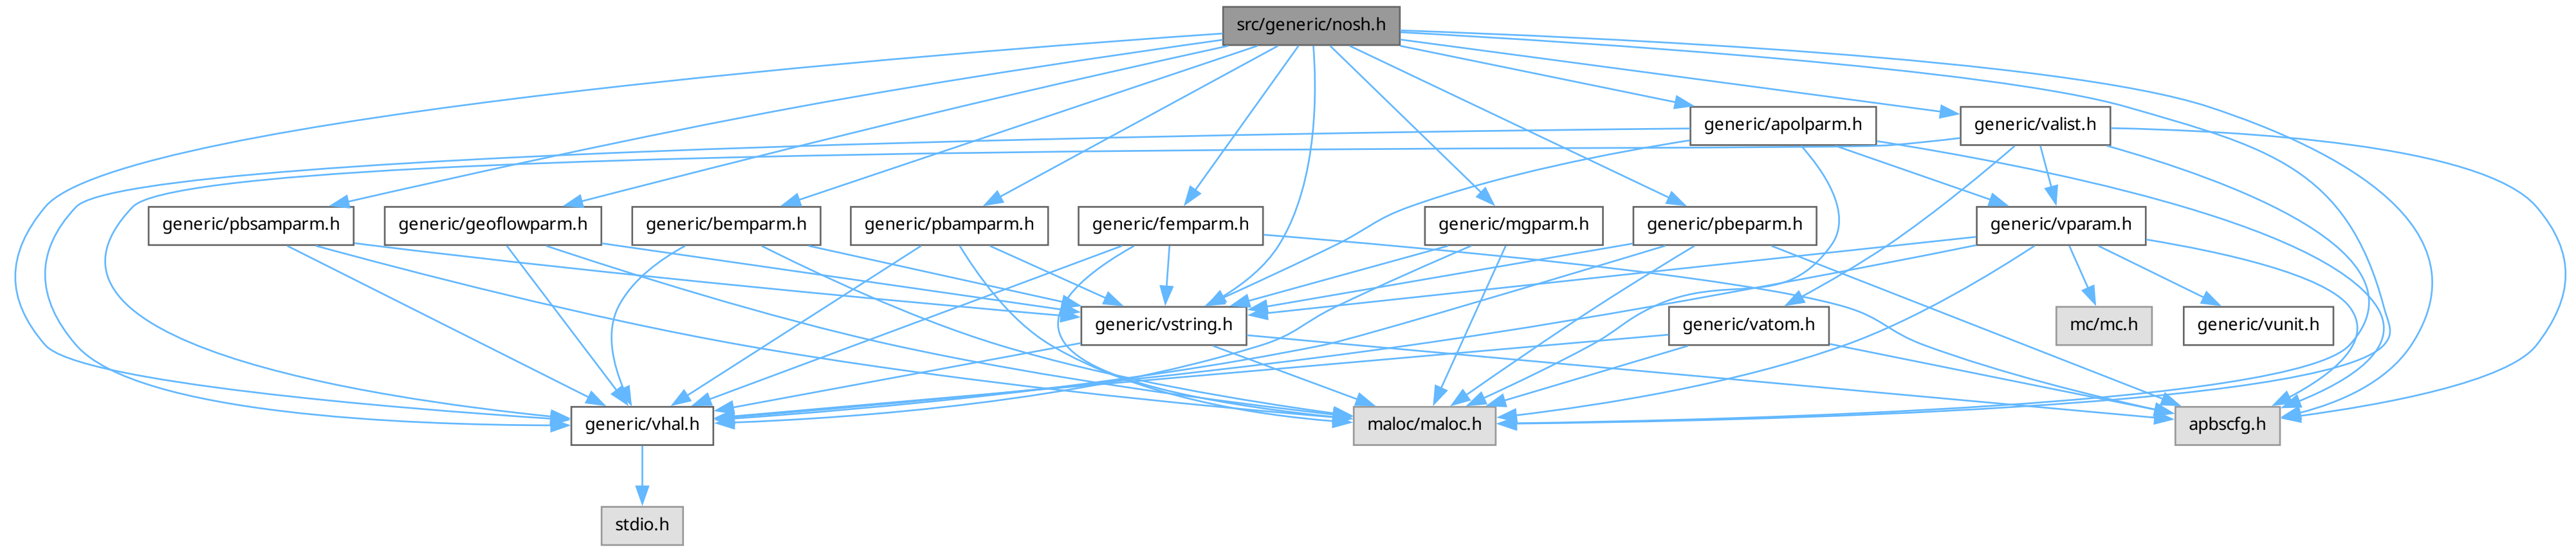 src/generic/nosh.h
generic/apolparm.h
generic/valist.h
generic/pbsamparm.h
generic/geoflowparm.h
generic/bemparm.h
generic/pbamparm.h
generic/femparm.h
generic/mgparm.h
generic/pbeparm.h
generic/vparam.h
generic/vstring.h
generic/vatom.h
mc/mc.h
generic/vunit.h
generic/vhal.h
maloc/maloc.h
apbscfg.h
stdio.h